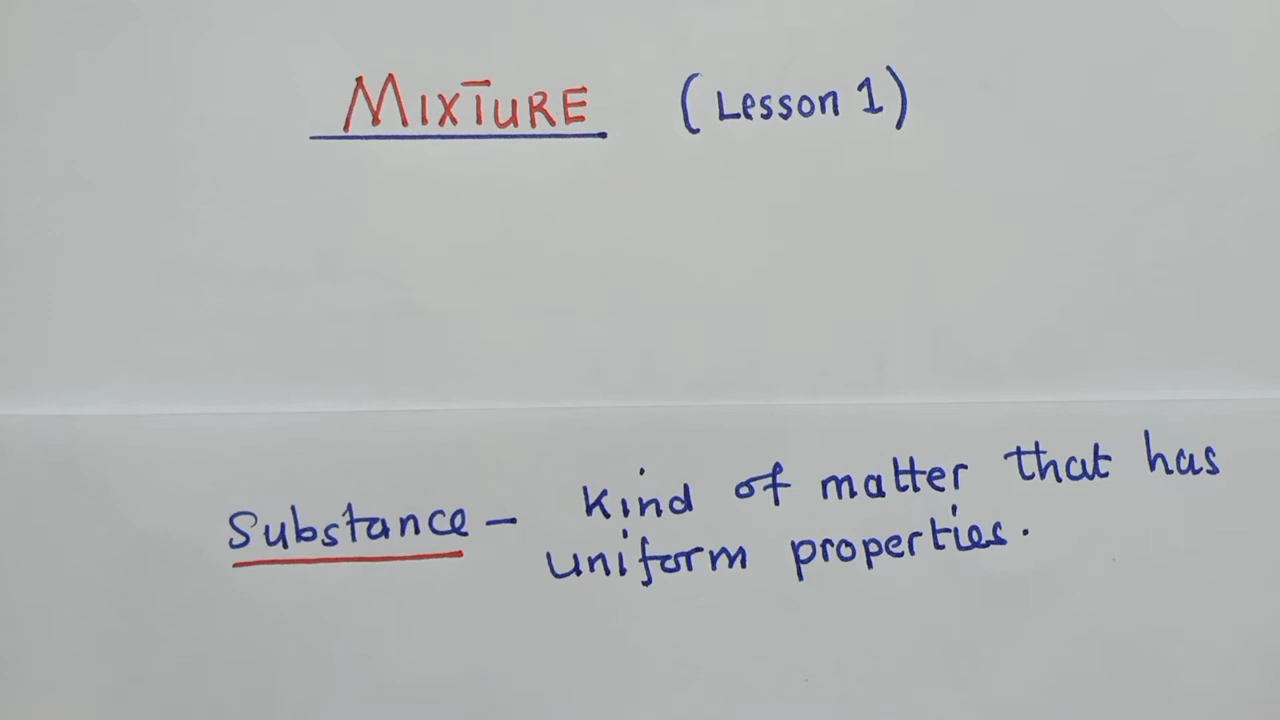 MIXTURE (Lesson 1)
Substance - kind of matter that has
uniform properties.